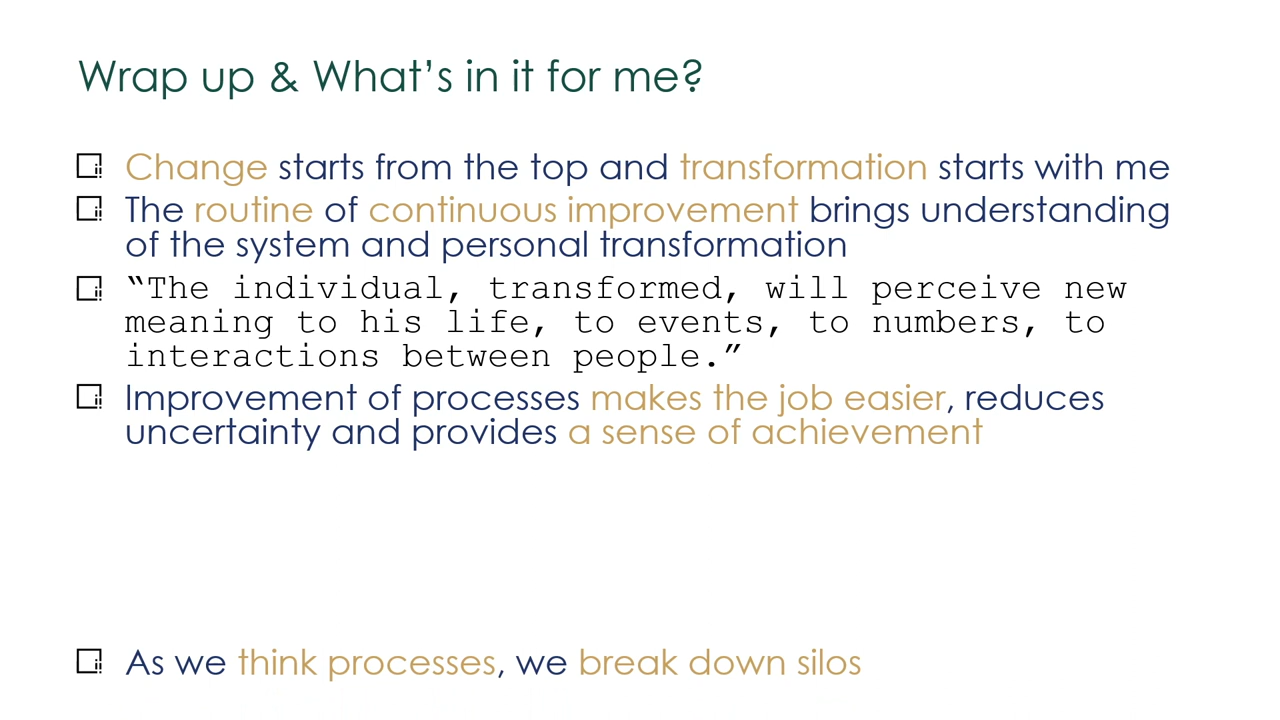 Wrap up & What’s in it for me?
Change starts from the top and transformation starts with me
The routine of continuous improvement brings understanding
of the system and personal transformation
“The individual, transformed, will perceive new
meaning to his life, to events, to numbers, to
interactions between people.”
Improvement of processes makes the job easier, reduces
uncertainty and provides a sense of achievement
As we think processes, we break down silos